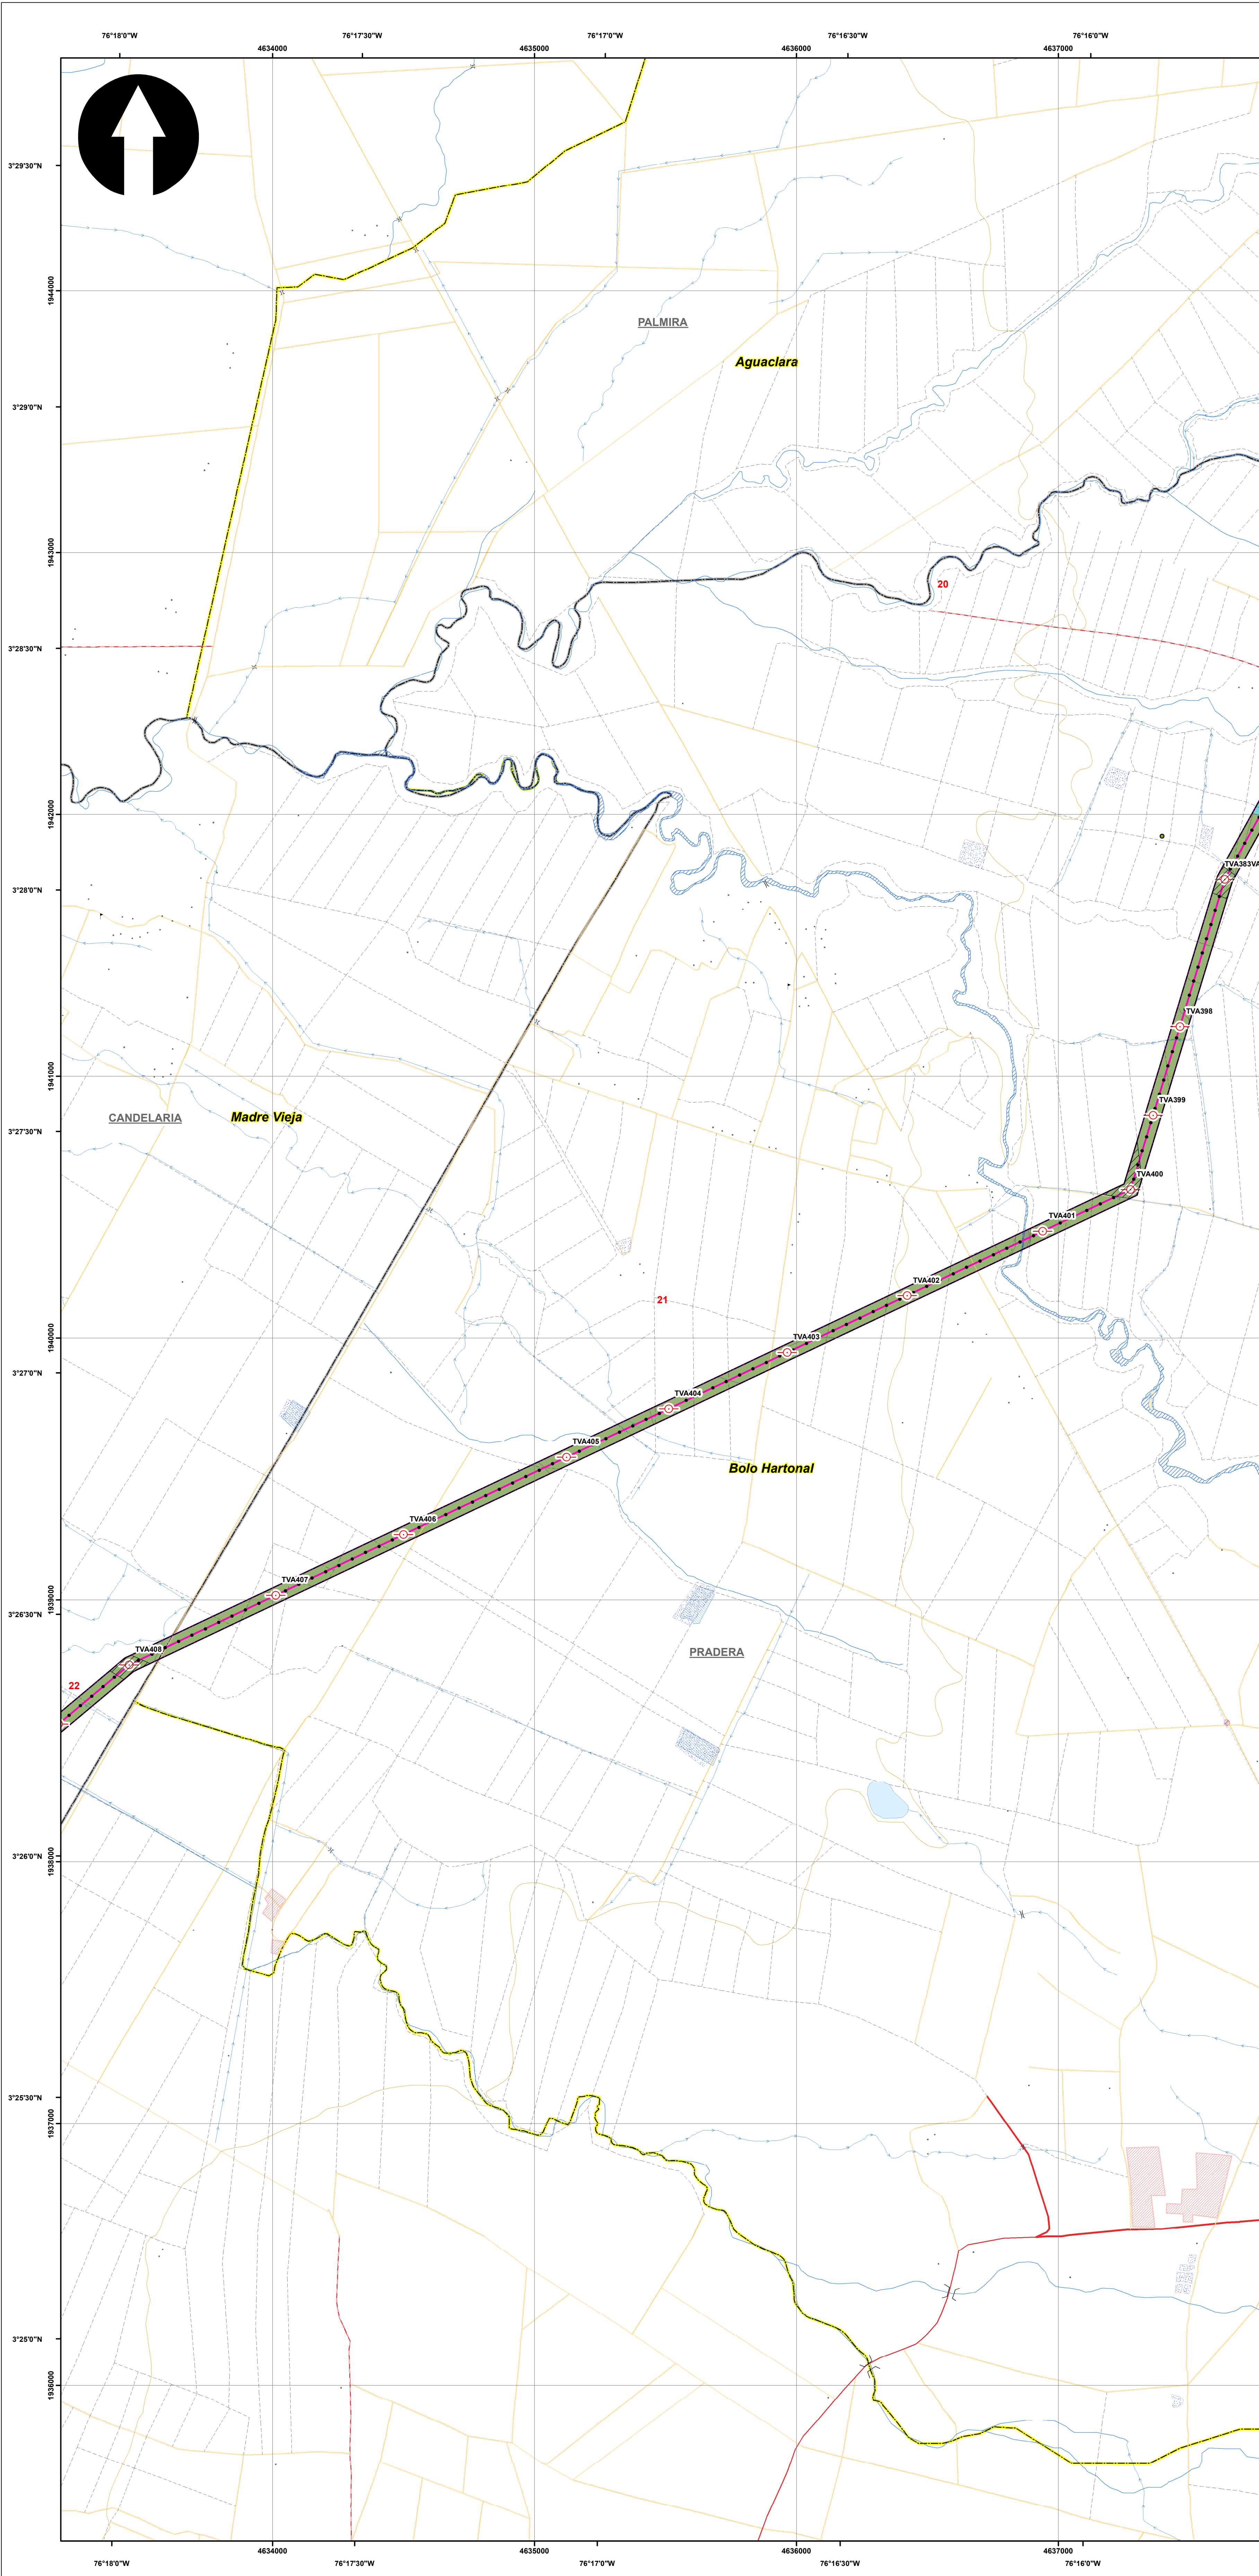 76°18'0"W 76°17'30"W 76°17'0"W 76°16'30"W 76°16'0"W
4634000 4635000 4636000 4637000
3°29'30"N
1944000
PALMIRA
Aguaclara
3°29'0"N
1943000
20
3°28'30"N
1942000
TVA383VA
3°28'0"N
TVA398
1941000
TVA399
CANDELARIA
Madre Vieja
3°27'30"N
TVA400
TVA401
TVA402
21
TVA403
1940000
3°27'0"N
TVA404
TVA405
Bolo Hartonal
TVA406
TVA407
1939000
3°26'30"N
TVA408
PRADERA
22
3°26'0"N
1938000
3°25'30"N
1937000
3°25'0"N
1936000
4634000 4635000 4636000 4637000
76°18'0"W 76°17'30"W 76°17'0"W 76°16'30"W 76°16'0"W